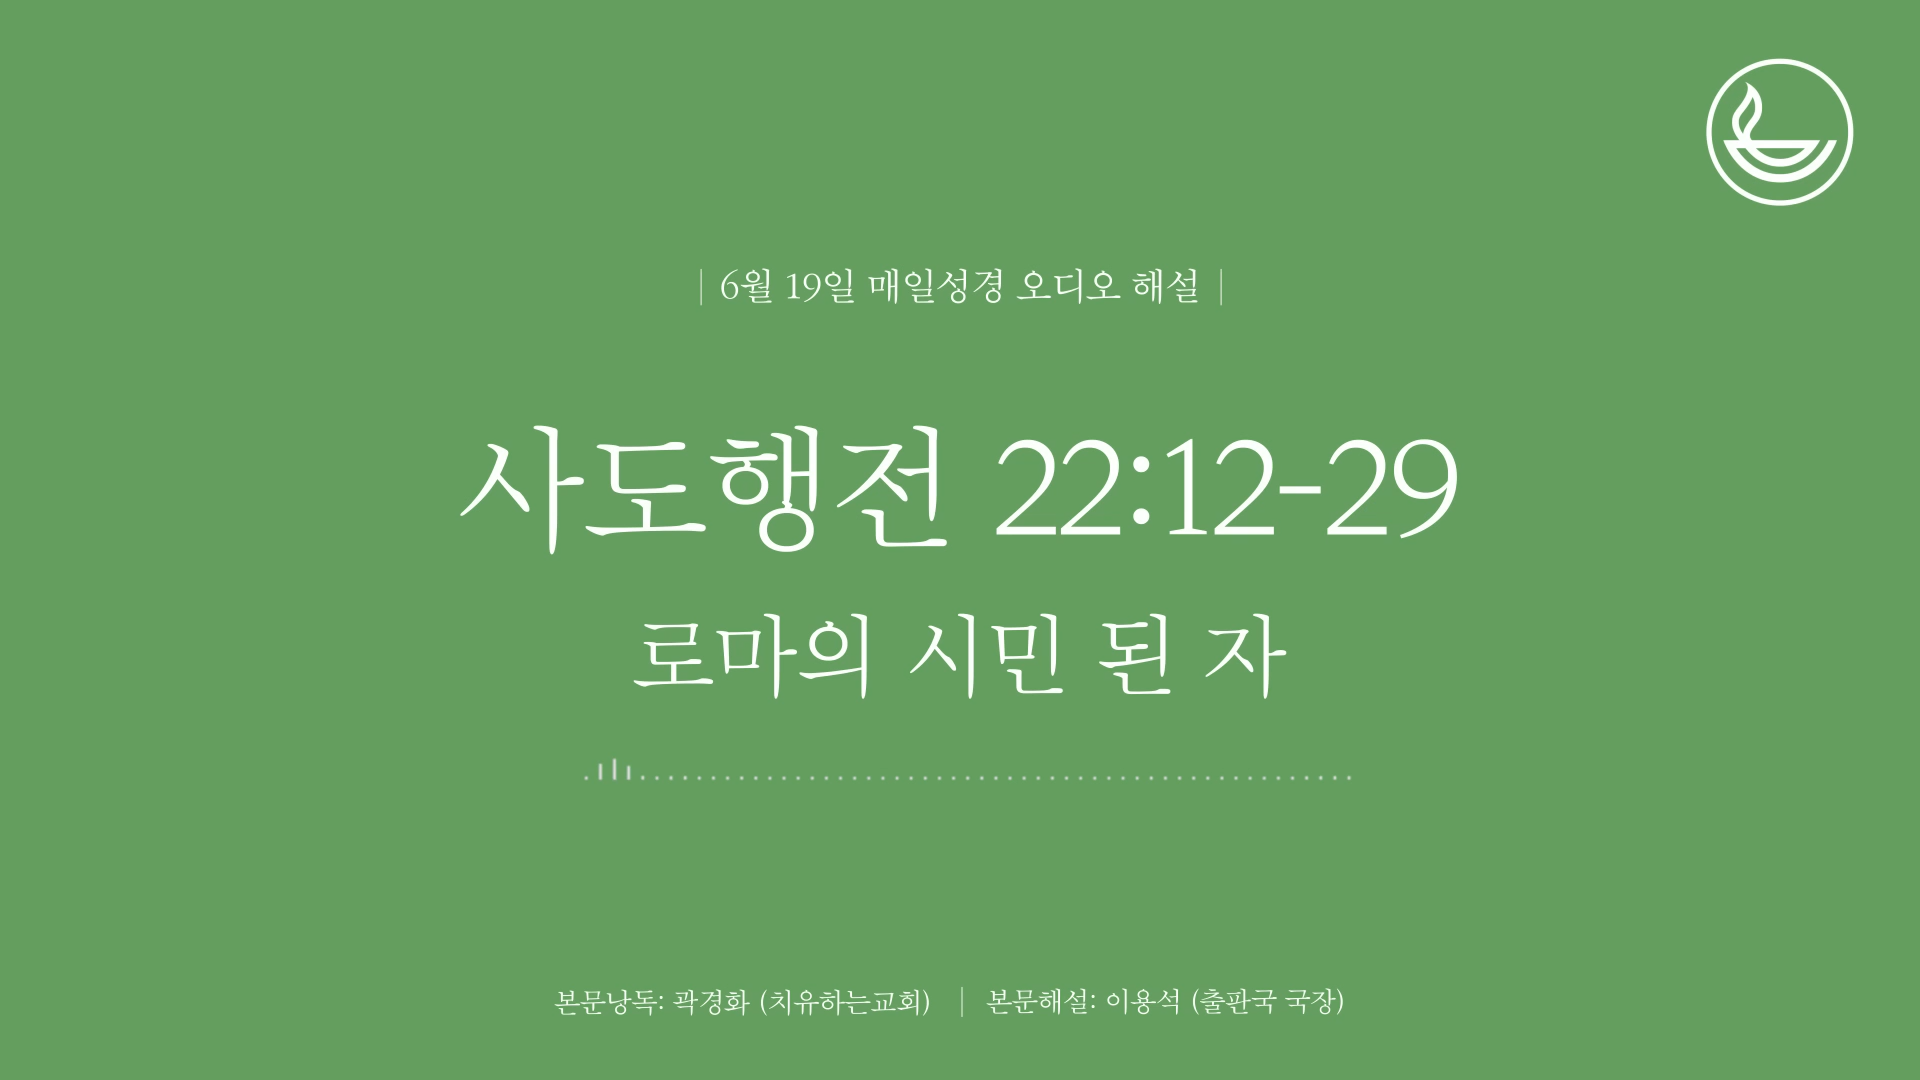 | 6월 19일 매일성경 오디오 해설 |
사도행전 22:12-29
로마의 시민 된 자
본문낭독: 곽경화 (치유하는교회) | 본문해설: 이용석 (출판국 국장)